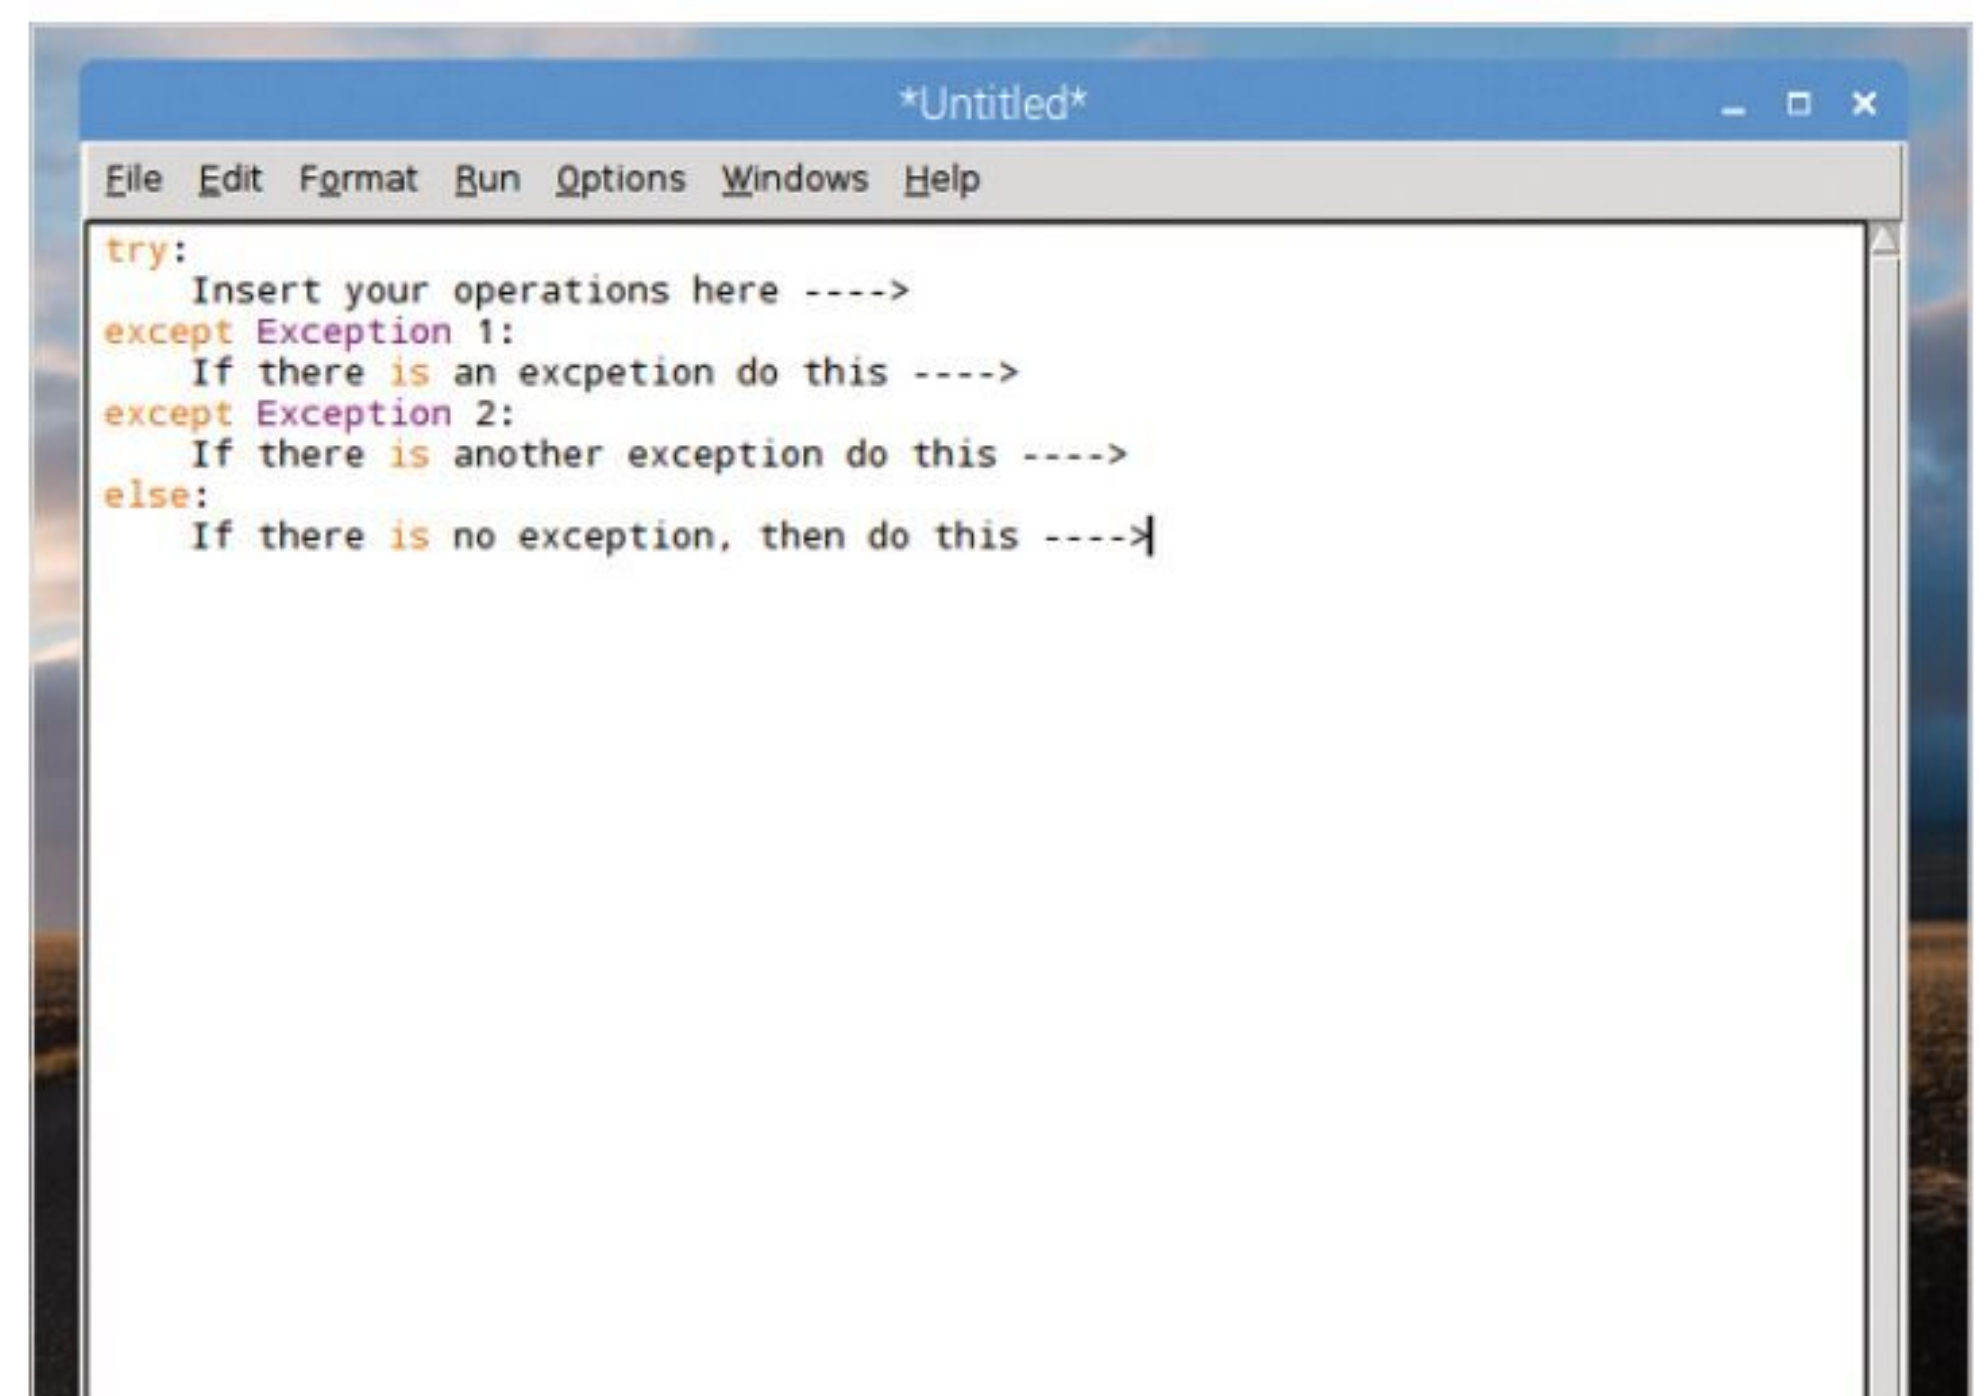 *Untitled*
File Edit Format Run Options Windows Help
try:
    Insert your operations here ---->
except Exception 1:
    If there is an excpetion do this ---->
except Exception 2:
    If there is another exception do this ---->
else:
    If there is no exception, then do this ---->